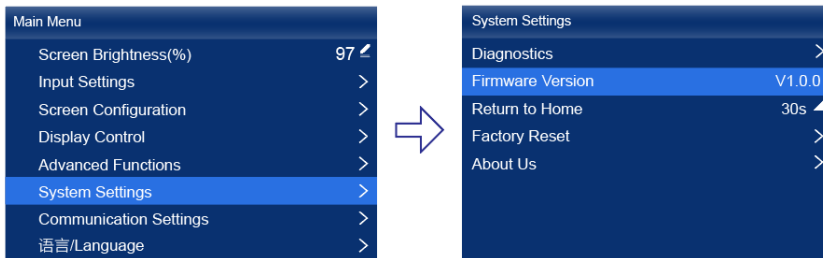 Main Menu
Screen Brightness(%) 97
Input Settings
Screen Configuration
Display Control
Advanced Functions
System Settings
Communication Settings
语言/Language
System Settings
Diagnostics
Firmware Version V1.0.0
Return to Home 30s
Factory Reset
About Us